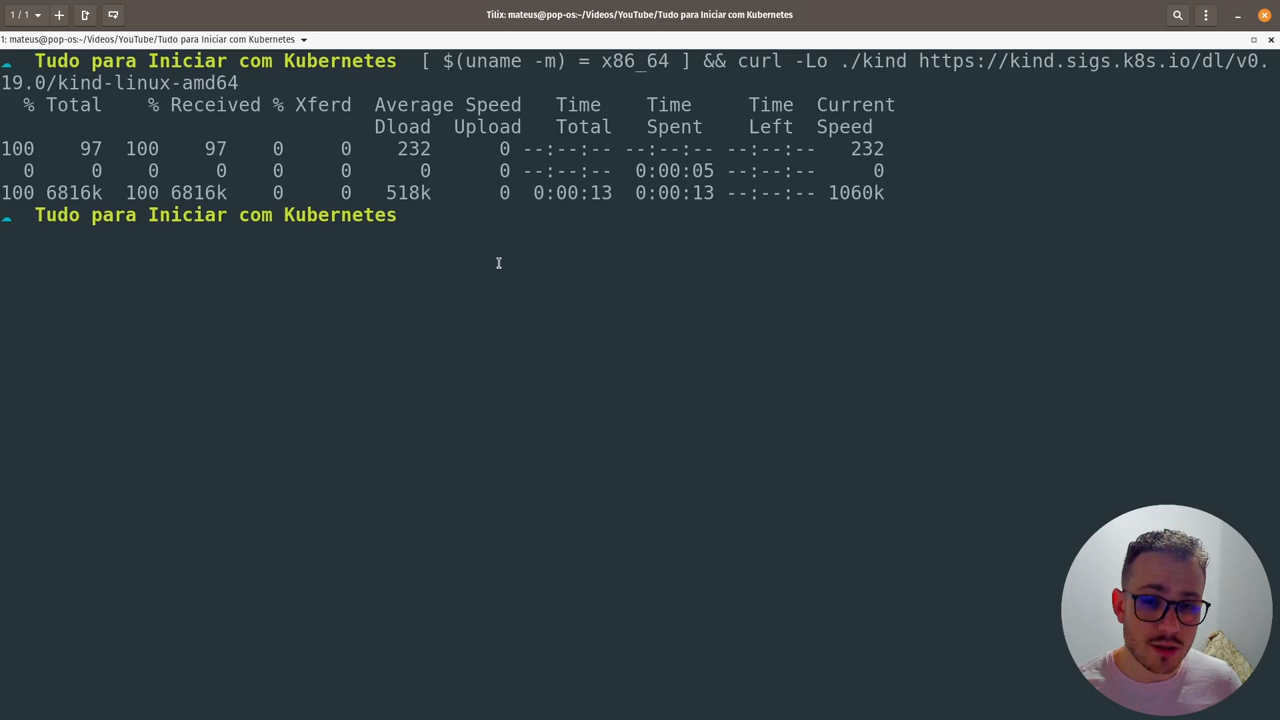 1 / 1
Tilix: mateus@pop-os:~/Videos/YouTube/Tudo para Iniciar com Kubernetes
1: mateus@pop-os:~/Videos/YouTube/Tudo para Iniciar com Kubernetes
Tudo para Iniciar com Kubernetes [ $(uname -m) = x86_64 ] && curl -Lo ./kind https://kind.sigs.k8s.io/dl/v0.
19.0/kind-linux-amd64
% Total % Received % Xferd Average Speed Time Time Time Current
Dload Upload Total Spent Left Speed
100 97 100 97 0 0 232 0 --:--:-- --:--:-- --:--:-- 232
0 0 0 0 0 0 0 0 --:--:-- 0:00:05 --:--:-- 0
100 6816k 100 6816k 0 0 518k 0 0:00:13 0:00:13 --:--:-- 1060k
Tudo para Iniciar com Kubernetes